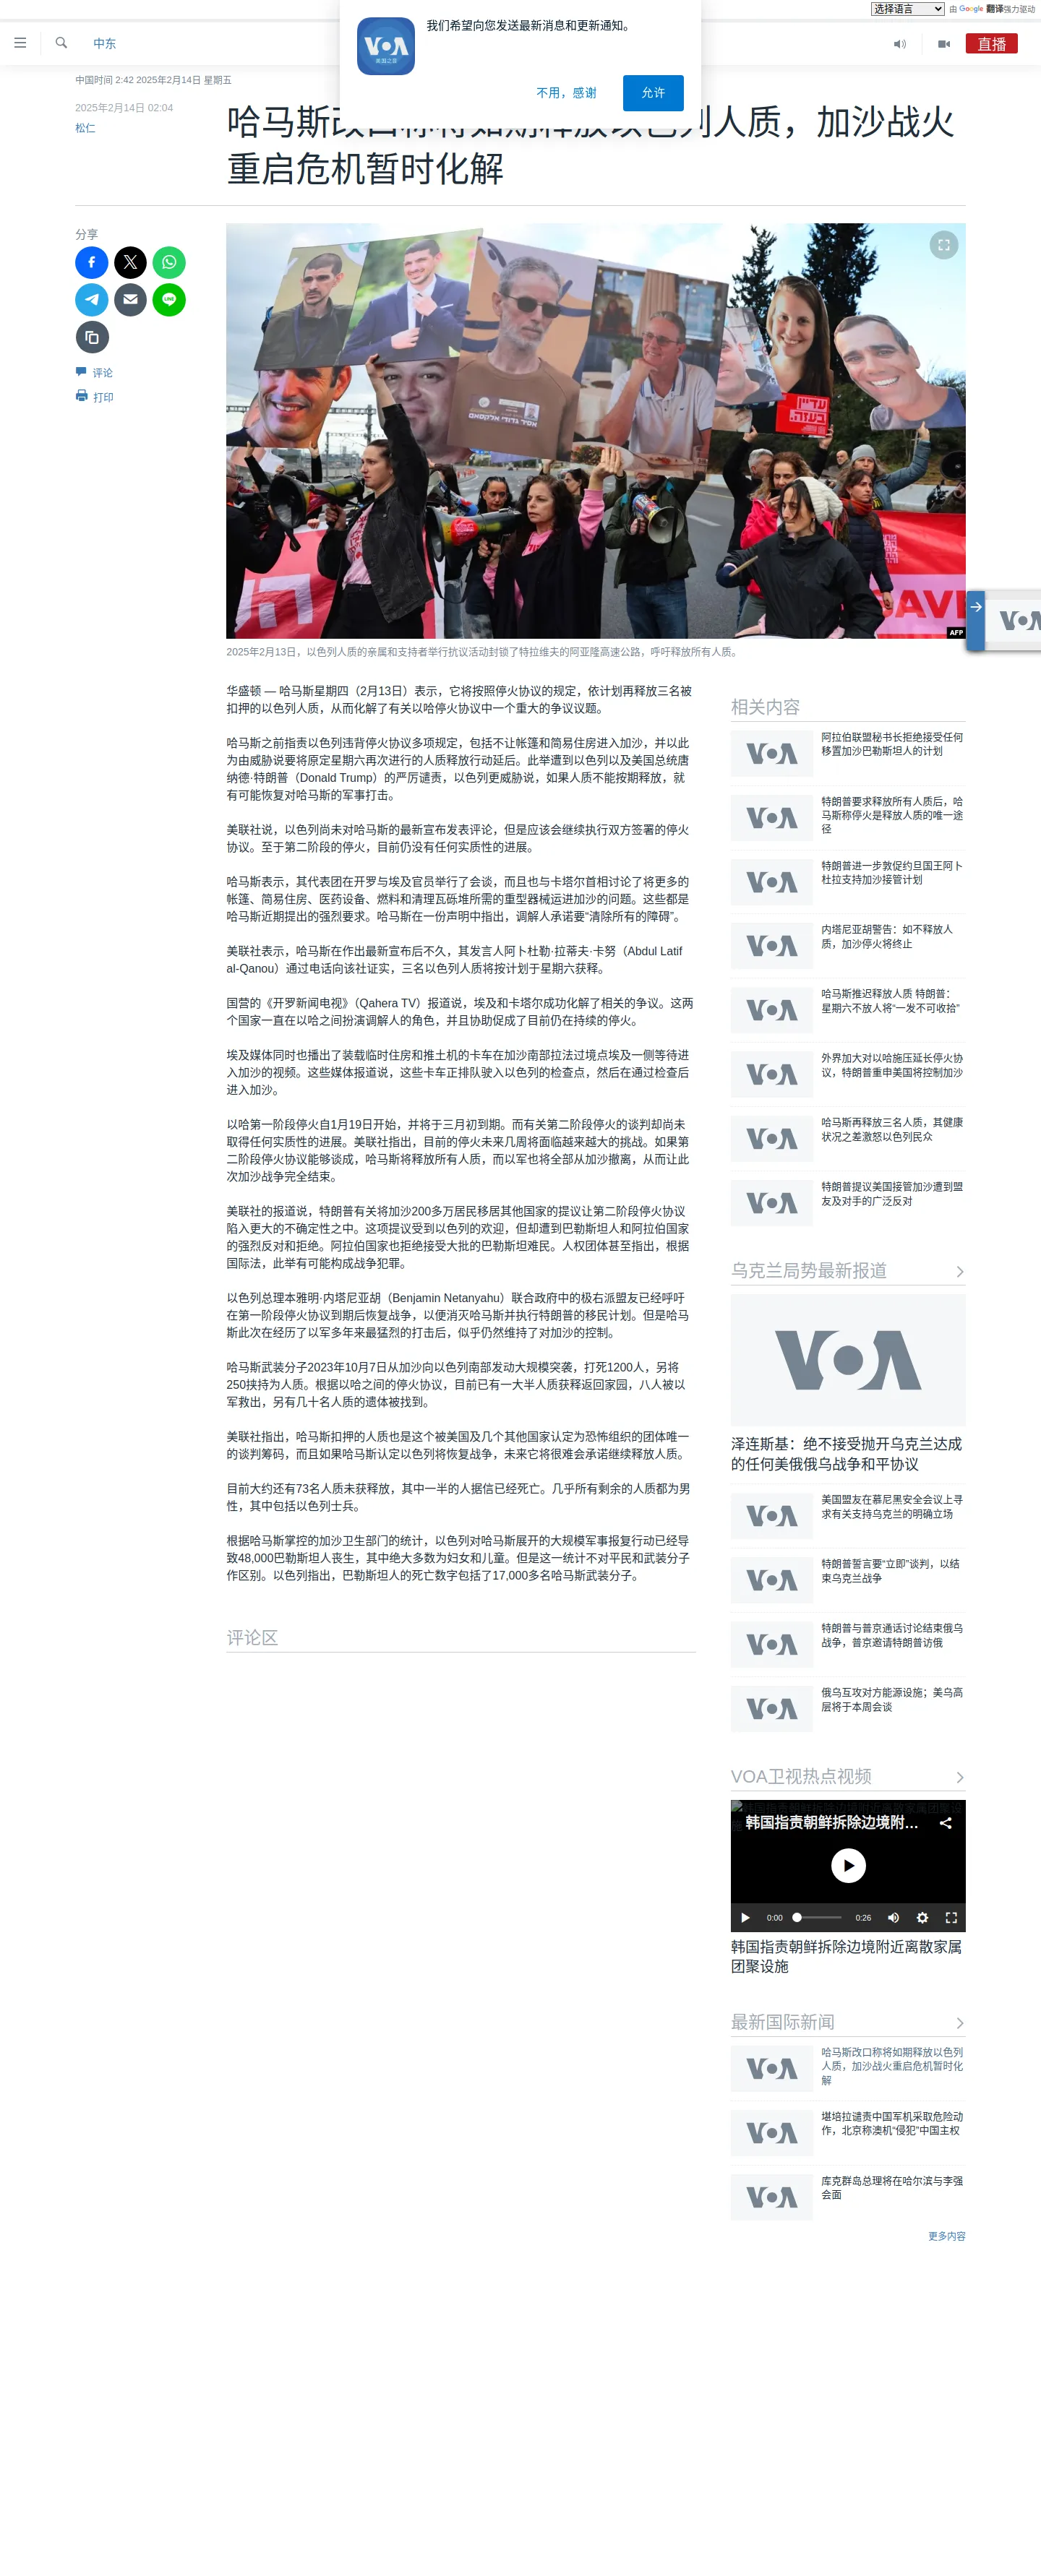 选择语言 由 Google 翻译强力驱动
VOA
美国之音
我们希望向您发送最新消息和更新通知。
不用，感谢
允许
中东
直播
中国时间 2:42 2025年2月14日 星期五
2025年2月14日 02:04
松仁
列人质，加沙战火
重启危机暂时化解
分享
评论
打印
עדיין בעזה.
אסיר גדודי אלקסאם
AFP
VOA
2025年2月13日，以色列人质的亲属和支持者举行抗议活动封锁了特拉维夫的阿亚隆高速公路，呼吁释放所有人质。
华盛顿 — 哈马斯星期四（2月13日）表示，它将按照停火协议的规定，依计划再释放三名被
扣押的以色列人质，从而化解了有关以哈停火协议中一个重大的争议议题。
哈马斯之前指责以色列违背停火协议多项规定，包括不让帐篷和简易住房进入加沙，并以此
为由威胁说要将原定星期六再次进行的人质释放行动延后。此举遭到以色列以及美国总统唐
纳德·特朗普（Donald Trump）的严厉谴责，以色列更威胁说，如果人质不能按期释放，就
有可能恢复对哈马斯的军事打击。
美联社说，以色列尚未对哈马斯的最新宣布发表评论，但是应该会继续执行双方签署的停火
协议。至于第二阶段的停火，目前仍没有任何实质性的进展。
哈马斯表示，其代表团在开罗与埃及官员举行了会谈，而且也与卡塔尔首相讨论了将更多的
帐篷、简易住房、医药设备、燃料和清理瓦砾堆所需的重型器械运进加沙的问题。这些都是
哈马斯近期提出的强烈要求。哈马斯在一份声明中指出，调解人承诺要“清除所有的障碍”。
美联社表示，哈马斯在作出最新宣布后不久，其发言人阿卜杜勒·拉蒂夫·卡努（Abdul Latif
al-Qanou）通过电话向该社证实，三名以色列人质将按计划于星期六获释。
国营的《开罗新闻电视》（Qahera TV）报道说，埃及和卡塔尔成功化解了相关的争议。这两
个国家一直在以哈之间扮演调解人的角色，并且协助促成了目前仍在持续的停火。
埃及媒体同时也播出了装载临时住房和推土机的卡车在加沙南部拉法过境点埃及一侧等待进
入加沙的视频。这些媒体报道说，这些卡车正排队驶入以色列的检查点，然后在通过检查后
进入加沙。
以哈第一阶段停火自1月19日开始，并将于三月初到期。而有关第二阶段停火的谈判却尚未
取得任何实质性的进展。美联社指出，目前的停火未来几周将面临越来越大的挑战。如果第
二阶段停火协议能够谈成，哈马斯将释放所有人质，而以军也将全部从加沙撤离，从而让此
次加沙战争完全结束。
美联社的报道说，特朗普有关将加沙200多万居民移居其他国家的提议让第二阶段停火协议
陷入更大的不确定性之中。这项提议受到以色列的欢迎，但却遭到巴勒斯坦人和阿拉伯国家
的强烈反对和拒绝。阿拉伯国家也拒绝接受大批的巴勒斯坦难民。人权团体甚至指出，根据
国际法，此举有可能构成战争犯罪。
以色列总理本雅明·内塔尼亚胡（Benjamin Netanyahu）联合政府中的极右派盟友已经呼吁
在第一阶段停火协议到期后恢复战争，以便消灭哈马斯并执行特朗普的移民计划。但是哈马
斯此次在经历了以军多年来最猛烈的打击后，似乎仍然维持了对加沙的控制。
哈马斯武装分子2023年10月7日从加沙向以色列南部发动大规模突袭，打死1200人，另将
250挟持为人质。根据以哈之间的停火协议，目前已有一大半人质获释返回家园，八人被以
军救出，另有几十名人质的遗体被找到。
美联社指出，哈马斯扣押的人质也是这个被美国及几个其他国家认定为恐怖组织的团体唯一
的谈判筹码，而且如果哈马斯认定以色列将恢复战争，未来它将很难会承诺继续释放人质。
目前大约还有73名人质未获释放，其中一半的人据信已经死亡。几乎所有剩余的人质都为男
性，其中包括以色列士兵。
根据哈马斯掌控的加沙卫生部门的统计，以色列对哈马斯展开的大规模军事报复行动已经导
致48,000巴勒斯坦人丧生，其中绝大多数为妇女和儿童。但是这一统计不对平民和武装分子
作区别。以色列指出，巴勒斯坦人的死亡数字包括了17,000多名哈马斯武装分子。
评论区
相关内容
阿拉伯联盟秘书长拒绝接受任何
移置加沙巴勒斯坦人的计划
特朗普要求释放所有人质后，哈
马斯称停火是释放人质的唯一途
径
特朗普进一步敦促约旦国王阿卜
杜拉支持加沙接管计划
内塔尼亚胡警告：如不释放人
质，加沙停火将终止
哈马斯推迟释放人质 特朗普：
星期六不放人将“一发不可收拾”
外界加大对以哈施压延长停火协
议，特朗普重申美国将控制加沙
哈马斯再释放三名人质，其健康
状况之差激怒以色列民众
特朗普提议美国接管加沙遭到盟
友及对手的广泛反对
乌克兰局势最新报道
VOA
泽连斯基：绝不接受抛开乌克兰达成
的任何美俄俄乌战争和平协议
美国盟友在慕尼黑安全会议上寻
求有关支持乌克兰的明确立场
特朗普誓言要“立即”谈判，以结
束乌克兰战争
特朗普与普京通话讨论结束俄乌
战争，普京邀请特朗普访俄
俄乌互攻对方能源设施；美乌高
层将于本周会谈
VOA卫视热点视频
韩国指责朝鲜拆除边境附...
0:00 0:26
韩国指责朝鲜拆除边境附近离散家属
团聚设施
最新国际新闻
哈马斯改口称将如期释放以色列
人质，加沙战火重启危机暂时化
解
堪培拉谴责中国军机采取危险动
作，北京称澳机“侵犯”中国主权
库克群岛总理将在哈尔滨与李强
会面
更多内容